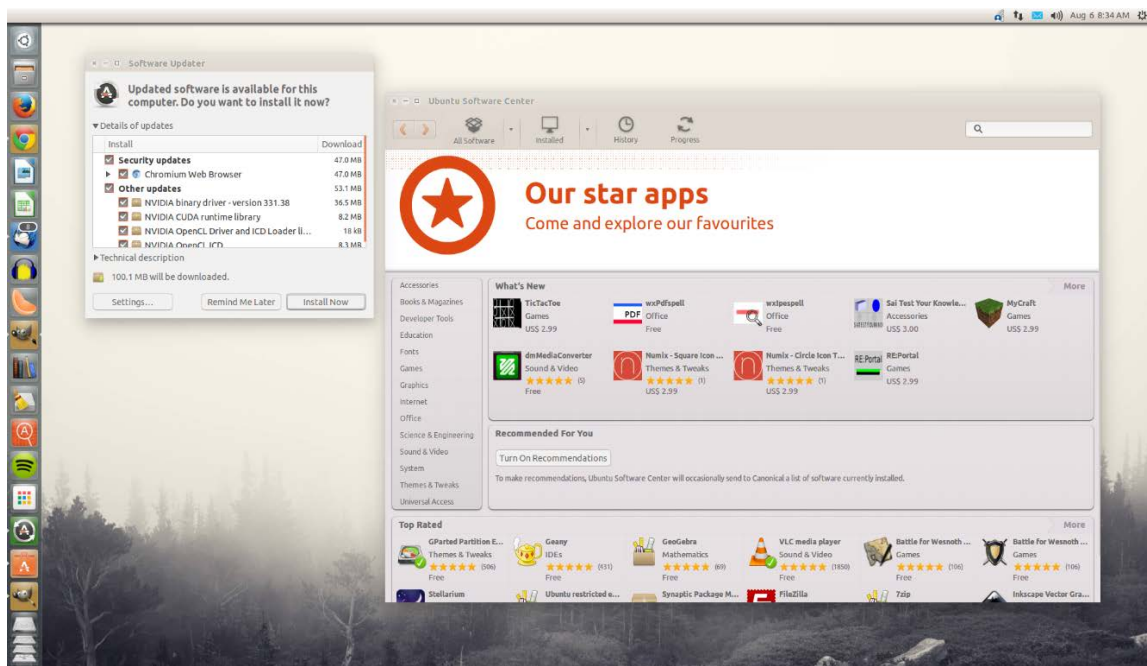 Aug 6 8:34 AM
Software Updater
Updated software is available for this
computer. Do you want to install it now?
Details of updates
Install Download
Security updates 47.0 MB
Chromium Web Browser 47.0 MB
Other updates 53.1 MB
NVIDIA binary driver - version 331.38 36.5 MB
NVIDIA CUDA runtime library 8.2 MB
NVIDIA OpenCL Driver and ICD Loader li... 18 kB
NVIDIA OpenCL ICD 8.3 MB
Technical description
100.1 MB will be downloaded.
Settings... Remind Me Later Install Now
Ubuntu Software Center
All Software Installed History Progress
Our star apps
Come and explore our favourites
Accessories
Books & Magazines
Developer Tools
Education
Fonts
Games
Graphics
Internet
Office
Science & Engineering
Sound & Video
System
Themes & Tweaks
Universal Access
What's New More
TicTacToe
Games
US$ 2.99
PDF
wxPdfspell
Office
Free
wxIpespell
Office
Free
Sai Test Your Knowle...
Accessories
US$ 3.00
MyCraft
Games
US$ 2.99
dmMediaConverter
Sound & Video
(5)
Free
Numix - Square Icon ...
Themes & Tweaks
(1)
US$ 2.99
Numix - Circle Icon T...
Themes & Tweaks
(1)
US$ 2.99
RE:Portal
RE:Portal
Games
US$ 2.99
Recommended For You
Turn On Recommendations
To make recommendations, Ubuntu Software Center will occasionally send to Canonical a list of software currently installed.
Top Rated More
GParted Partition E...
Themes & Tweaks
(506)
Free
Geany
IDEs
(431)
Free
GeoGebra
Mathematics
(69)
Free
VLC media player
Sound & Video
(1850)
Free
Battle for Wesnoth ...
Games
(106)
Free
Battle for Wesnoth ...
Games
(106)
Free
Stellarium
Ubuntu restricted e...
Synaptic Package M...
FileZilla
7zip
Inkscape Vector Gra...